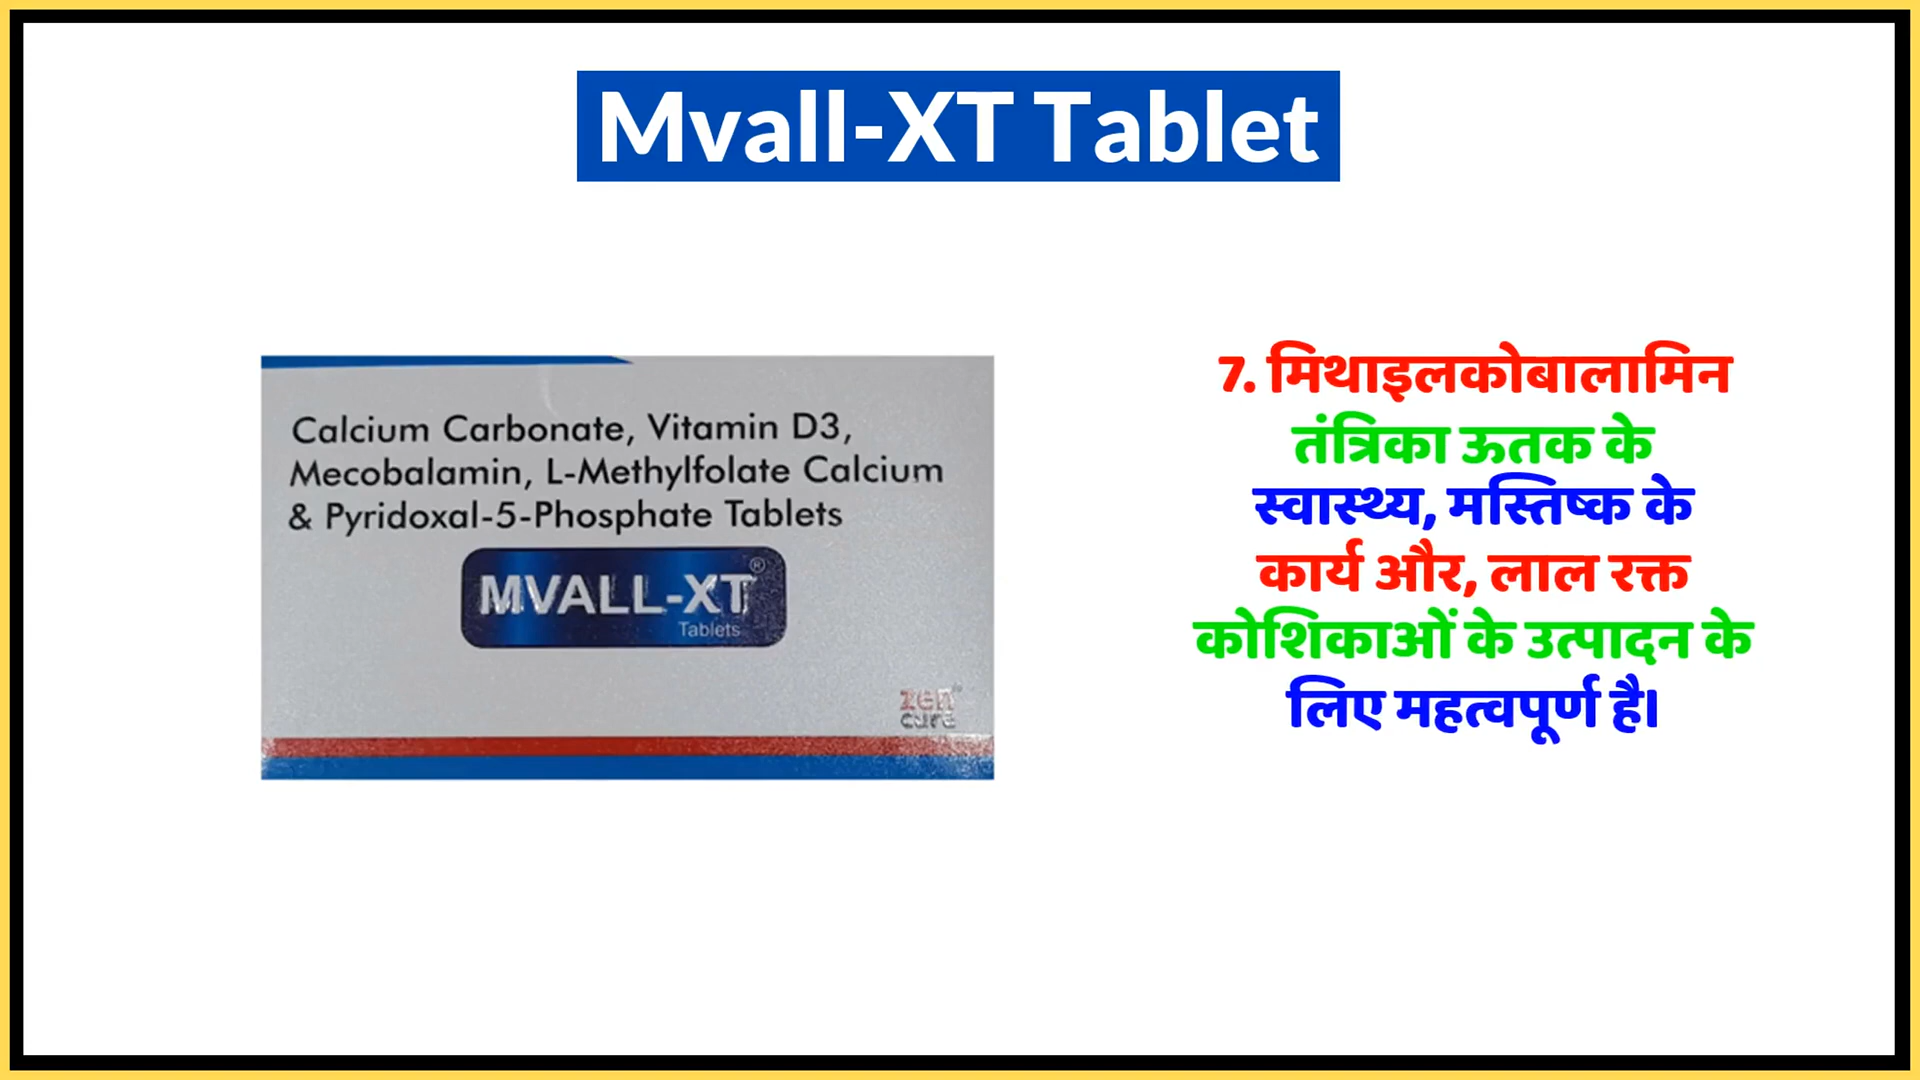 Mvall-XT Tablet
Calcium Carbonate, Vitamin D3,
Mecobalamin, L-Methylfolate Calcium
& Pyridoxal-5-Phosphate Tablets
MVALL-XT®
Tablets
zen
cure
7. मिथाइलकोबालामिन
तंत्रिका ऊतक के
स्वास्थ्य, मस्तिष्क के
कार्य और, लाल रक्त
कोशिकाओं के उत्पादन के
लिए महत्वपूर्ण है।